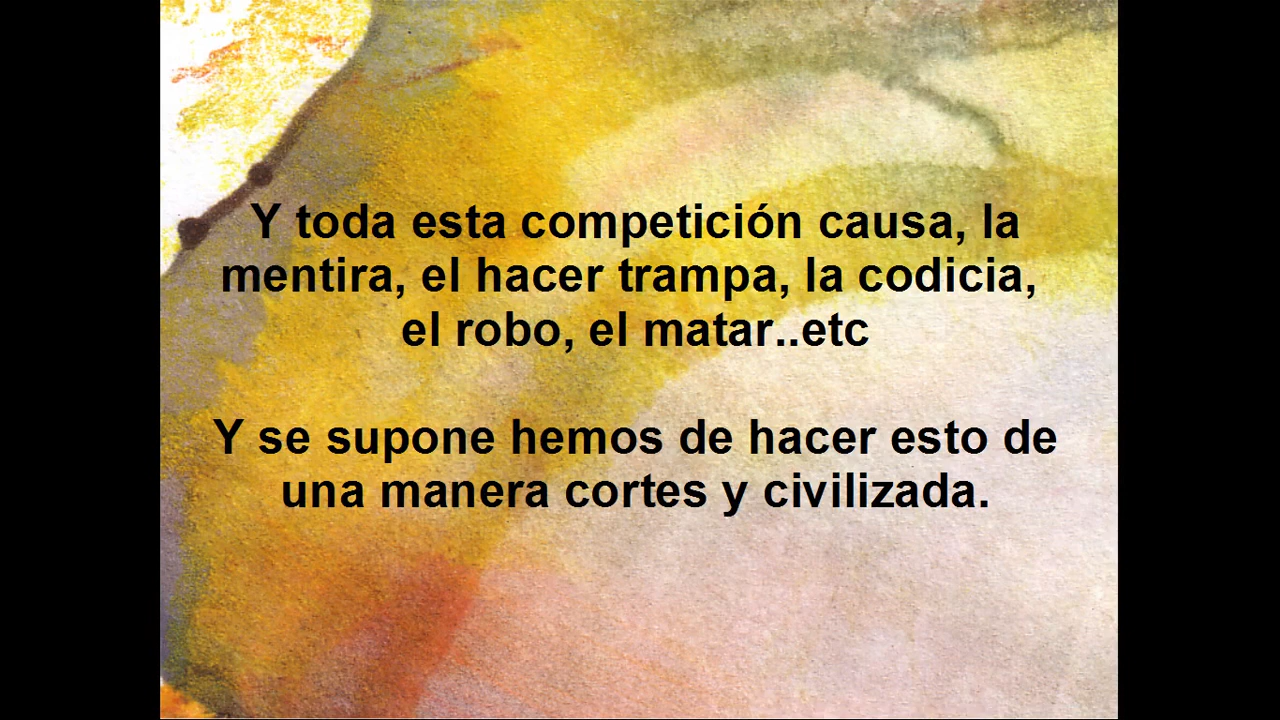 Y toda esta competición causa, la
mentira, el hacer trampa, la codicia,
el robo, el matar..etc
Y se supone hemos de hacer esto de
una manera cortes y civilizada.